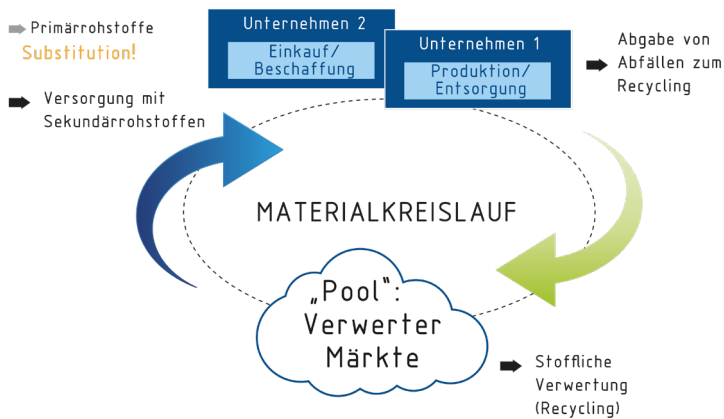 Primärrohstoffe
Substitution!
Versorgung mit
Sekundärrohstoffen
Unternehmen 2
Einkauf/
Beschaffung
Unternehmen 1
Produktion/
Entsorgung
Abgabe von
Abfällen zum
Recycling
MATERIALKREISLAUF
„Pool“:
Verwerter
Märkte
Stoffliche
Verwertung
(Recycling)